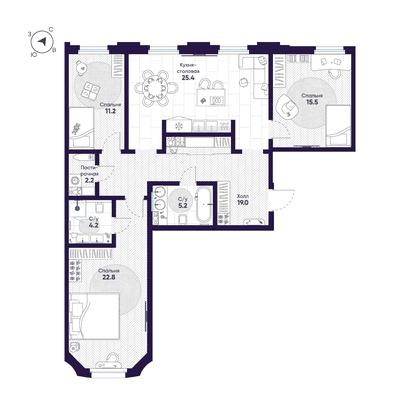 С
З
Ю
В
Кухня-
столовая
25.4
Спальня
11.2
Спальня
15.5
Пости-
рочная
2.2
С/у
4.2
С/у
5.2
Холл
19.0
Спальня
22.8